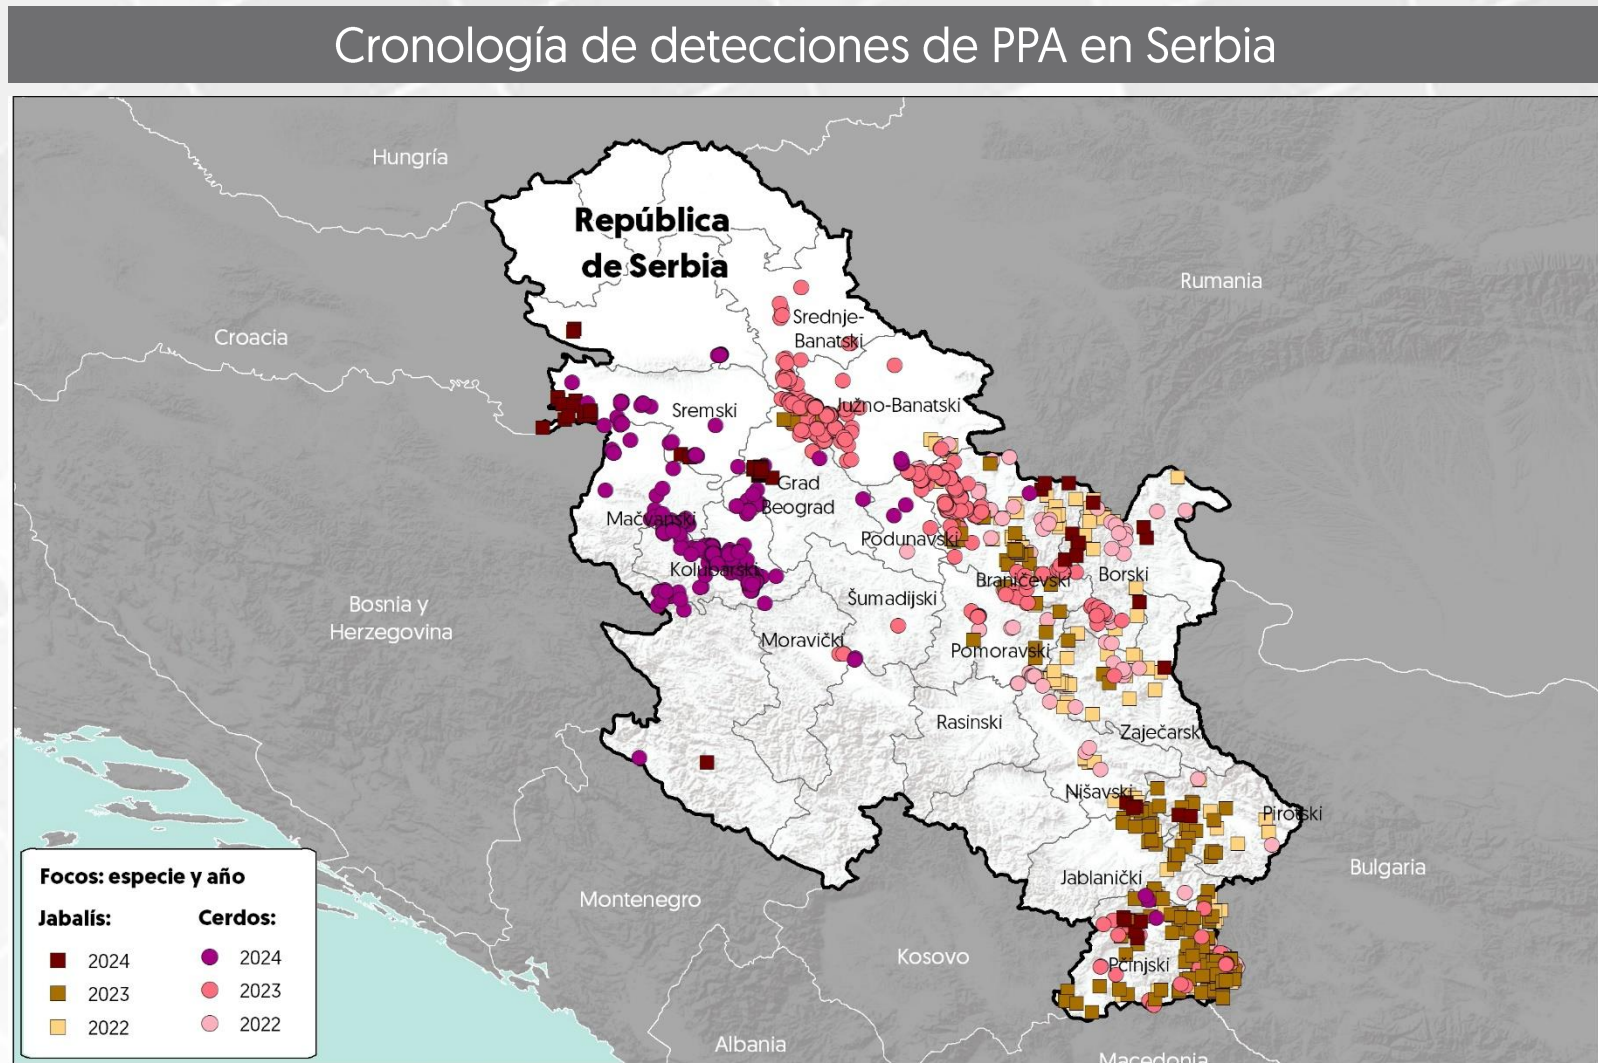 Cronología de detecciones de PPA en Serbia
Hungría
República
de Serbia
Rumania
Croacia
Srednje-
Banatski
Sremski
Južno-Banatski
Grad
Beograd
Mačvanski
Podunavski
Kolubarski
Braničevski
Borski
Bosnia y
Herzegovina
Šumadijski
Moravički
Pomoravski
Rasinski
Zaječarski
Nišavski
Pirotski
Bulgaria
Jablanički
Montenegro
Kosovo
Pčinjski
Albania
Macedonia
Focos: especie y año
Jabalís:
Cerdos:
2024
2024
2023
2023
2022
2022